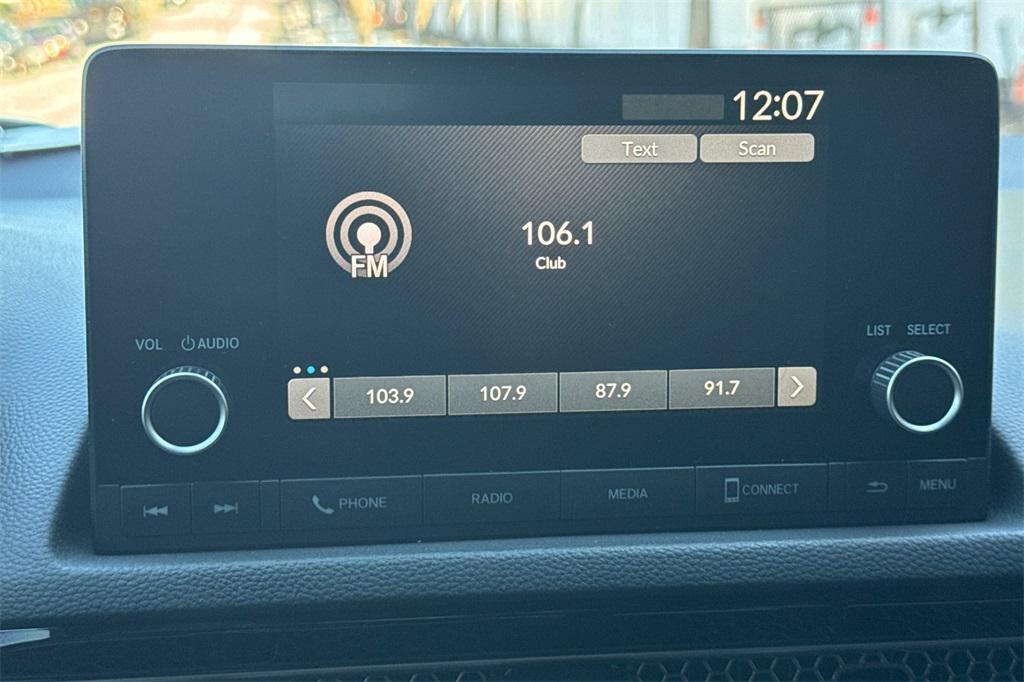 12:07
Text Scan
106.1
Club
FM
VOL AUDIO
LIST SELECT
103.9 107.9 87.9 91.7
PHONE RADIO MEDIA CONNECT MENU